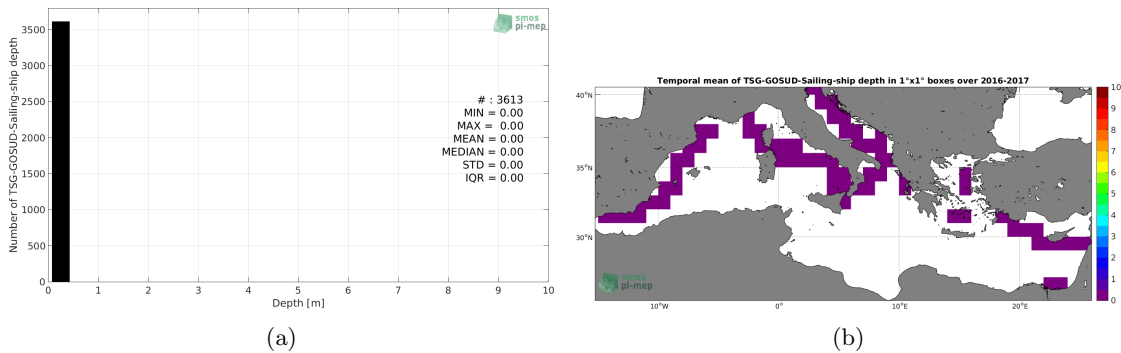 smos
pi-mep
3500
3000
2500
2000
1500
1000
500
0
Number of TSG-GOSUD-Sailing-ship depth
# : 3613
MIN = 0.00
MAX = 0.00
MEAN = 0.00
MEDIAN = 0.00
STD = 0.00
IQR = 0.00
0 1 2 3 4 5 6 7 8 9 10
Depth [m]
(a)
Temporal mean of TSG-GOSUD-Sailing-ship depth in 1°x1° boxes over 2016-2017
40°N
35°N
30°N
10°W 0° 10°E 20°E
smos
pi-mep
10
9
8
7
6
5
4
3
2
1
0
(b)